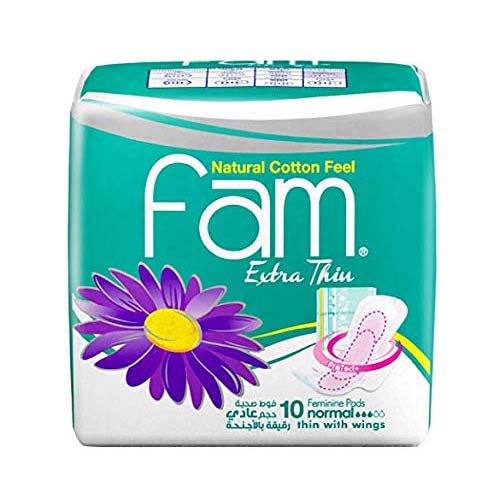 Natural Cotton Feel
fam®
Extra Thin
Protect+
فوط صحية
حجم عادي
رقيقة بالأجنحة
10 Feminine Pads
normal
thin with wings